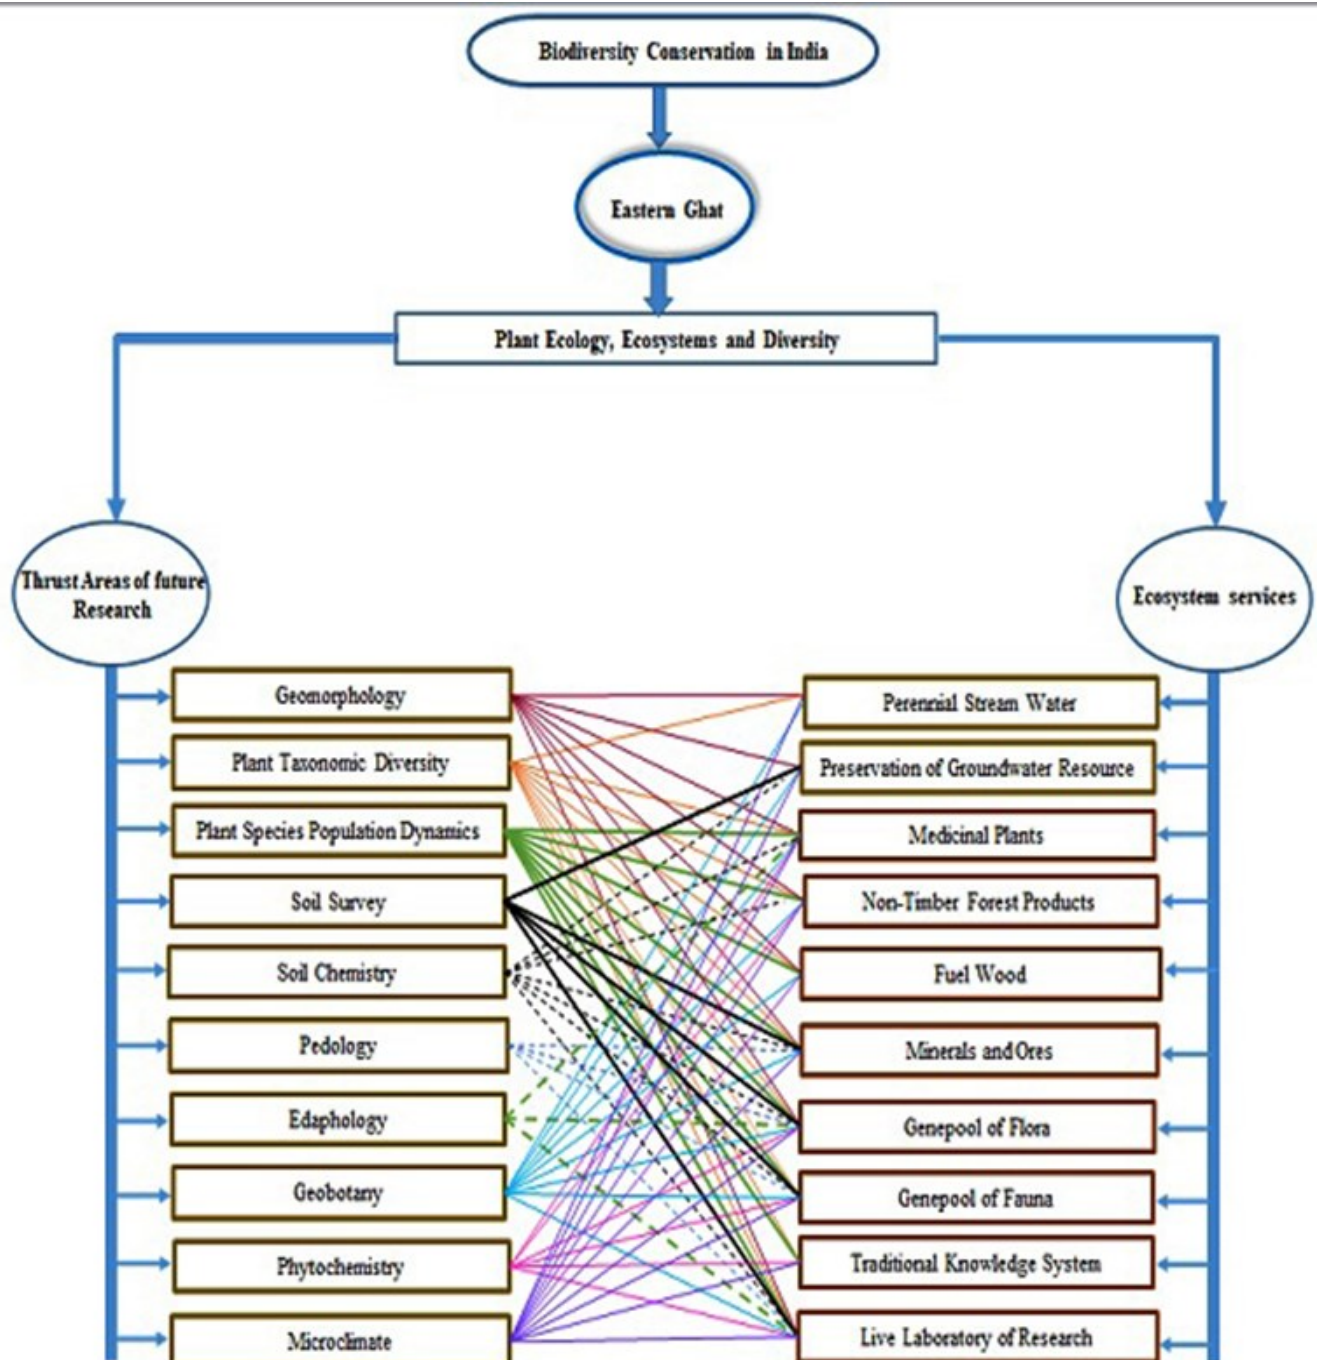 Biodiversity Conservation in India
Eastern Ghat
Plant Ecology, Ecosystems and Diversity
Thrust Areas of future
Research
Ecosystem services
Geomorphology
Plant Taxonomic Diversity
Plant Species Population Dynamics
Soil Survey
Soil Chemistry
Pedology
Edaphology
Geobotany
Phytochemistry
Microclimate
Perennial Stream Water
Preservation of Groundwater Resource
Medicinal Plants
Non-Timber Forest Products
Fuel Wood
Minerals and Ores
Genepool of Flora
Genepool of Fauna
Traditional Knowledge System
Live Laboratory of Research